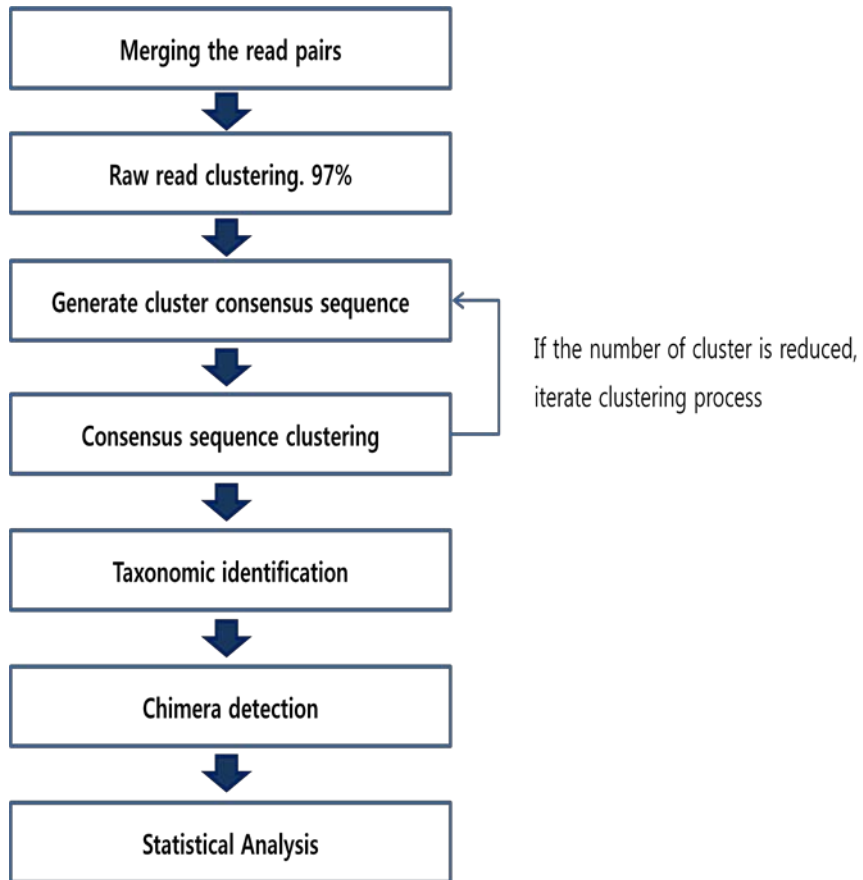 Merging the read pairs
Raw read clustering. 97%
Generate cluster consensus sequence
If the number of cluster is reduced,
iterate clustering process
Consensus sequence clustering
Taxonomic identification
Chimera detection
Statistical Analysis